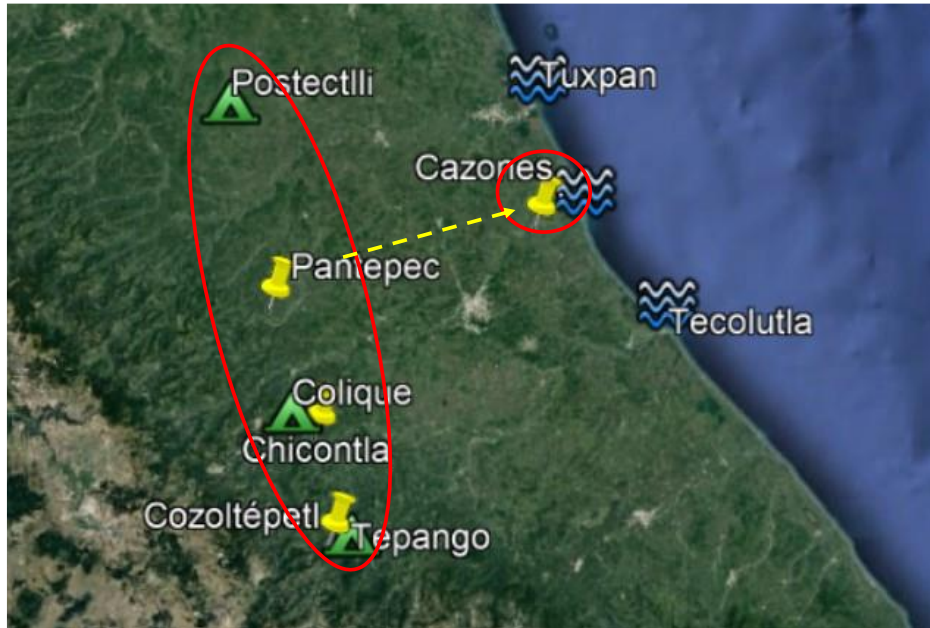 Postectlli
Tuxpan
Cazones
Pantepec
Tecolutla
Colique
Chicontla
Cozoltépetl
Tepango